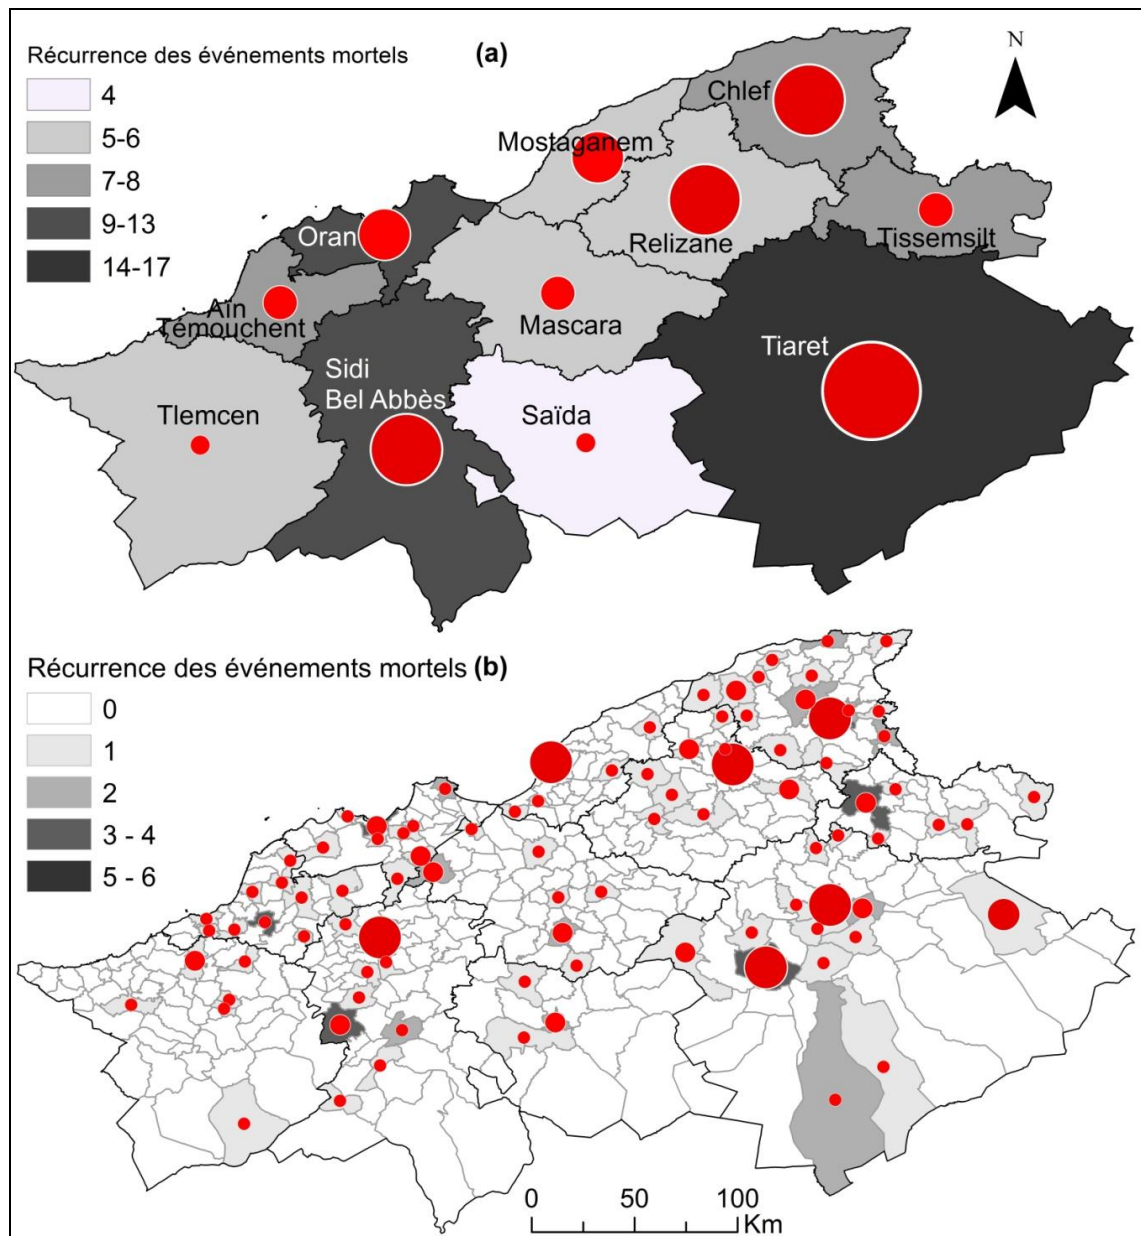 Récurrence des événements mortels (a)
4
5-6
7-8
9-13
14-17
N
Chlef
Mostaganem
Relizane
Tissemsilt
Oran
Aïn
Témouchent
Mascara
Tiaret
Sidi
Bel Abbès
Tlemcen
Saïda
Récurrence des événements mortels (b)
0
1
2
3 - 4
5 - 6
0 50 100
Km